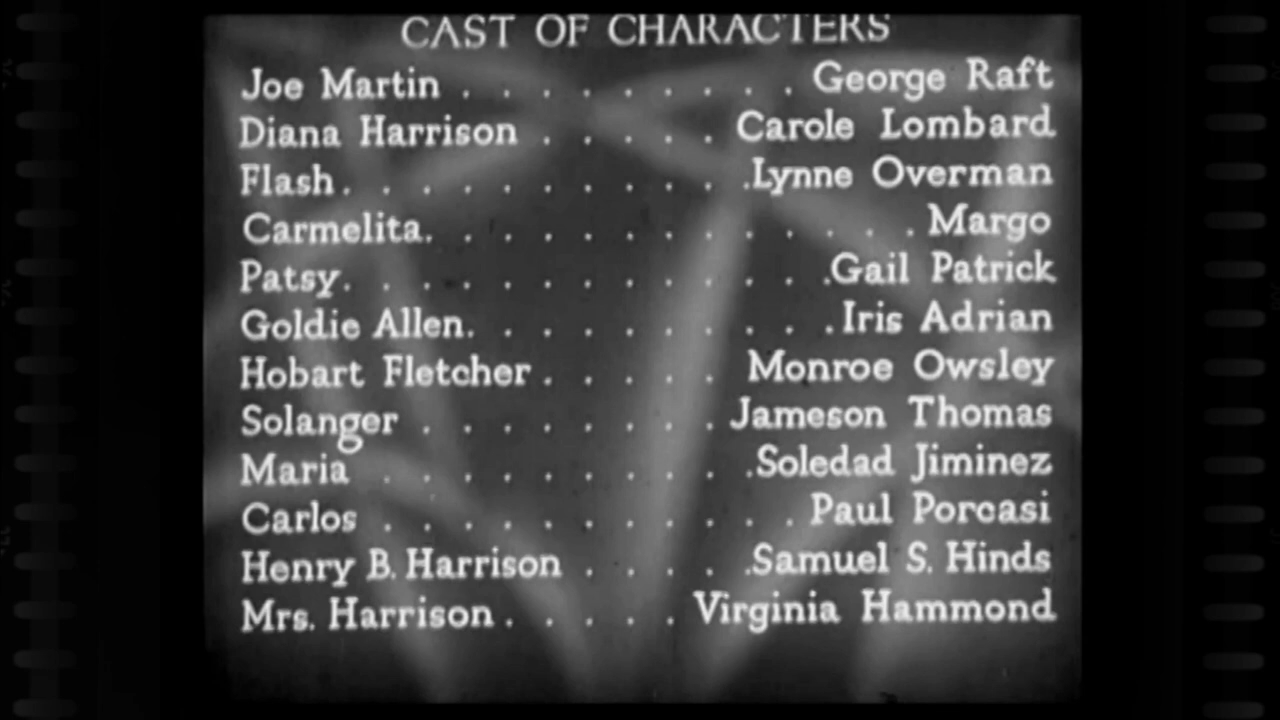 CAST OF CHARACTERS
Joe Martin . . . . . . . . . George Raft
Diana Harrison . . . . . Carole Lombard
Flash. . . . . . . . . . .Lynne Overman
Carmelita. . . . . . . . . . . . . Margo
Patsy. . . . . . . . . . . . .Gail Patrick
Goldie Allen. . . . . . . . . .Iris Adrian
Hobart Fletcher . . . . . Monroe Owsley
Solanger . . . . . . . .Jameson Thomas
Maria . . . . . . . . . .Soledad Jiminez
Carlos . . . . . . . . . . . Paul Porcasi
Henry B. Harrison . . . . .Samuel S. Hinds
Mrs. Harrison . . . . . Virginia Hammond